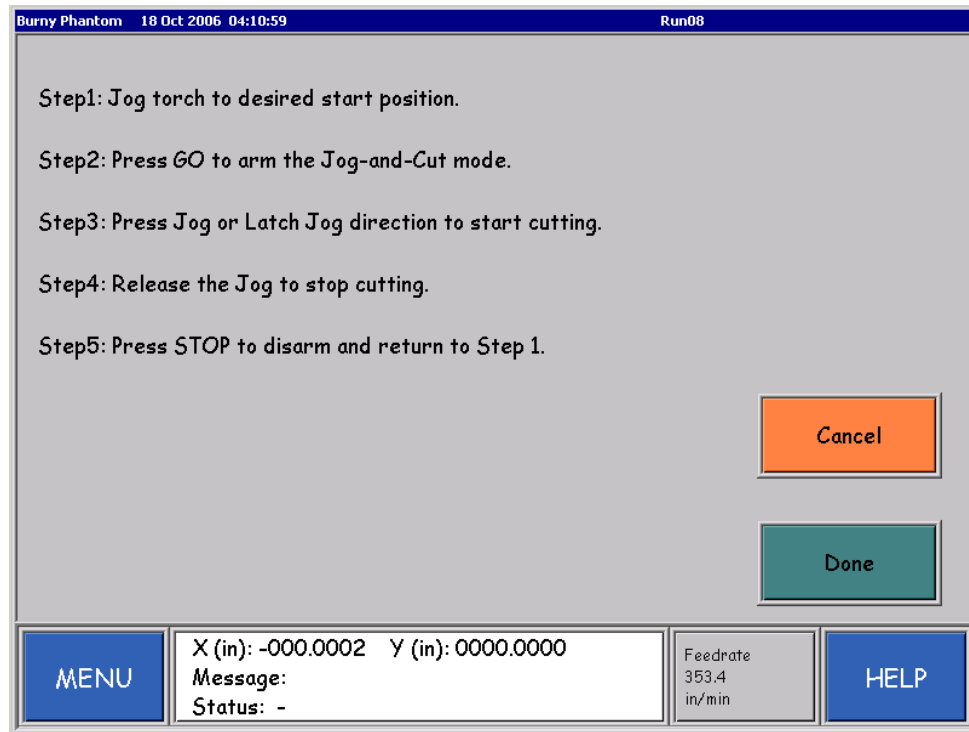 Burny Phantom 18 Oct 2006 04:10:59 Run08
Step1: Jog torch to desired start position.
Step2: Press GO to arm the Jog-and-Cut mode.
Step3: Press Jog or Latch Jog direction to start cutting.
Step4: Release the Jog to stop cutting.
Step5: Press STOP to disarm and return to Step 1.
Cancel
Done
MENU
X (in): -000.0002 Y (in): 0000.0000
Message:
Status: -
Feedrate
353.4
in/min
HELP